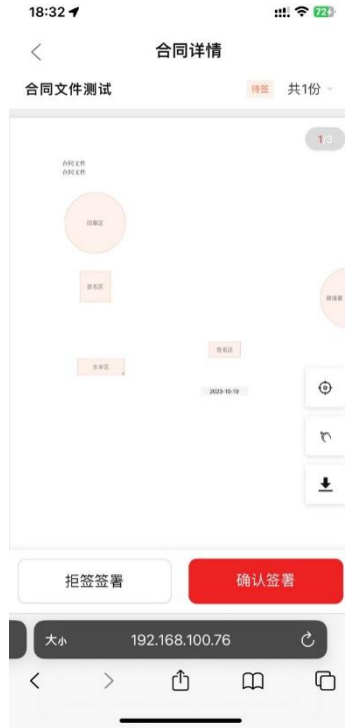 18:32
72
合同详情
合同文件测试
待签
共1份
1/3
合同文件
合同文件
印章区
签名区
骑缝章
签名区
文本区
2023-10-19
拒签签署
确认签署
大小
192.168.100.76